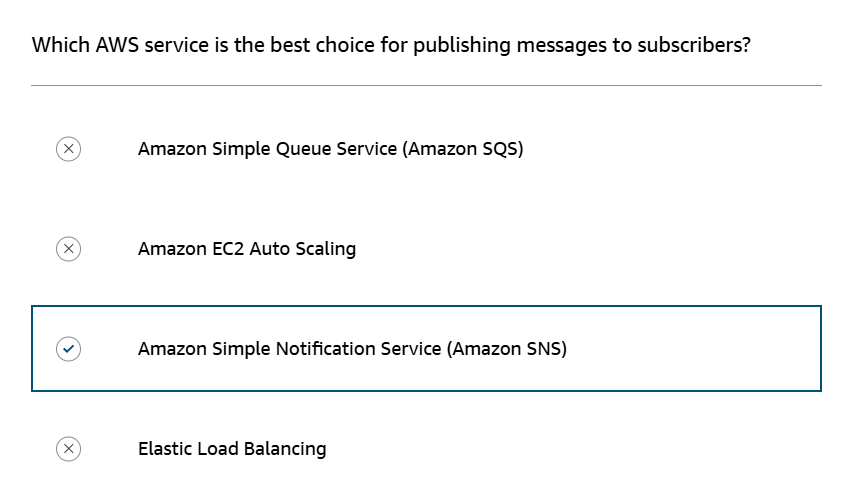 Which AWS service is the best choice for publishing messages to subscribers?
Amazon Simple Queue Service (Amazon SQS)
Amazon EC2 Auto Scaling
Amazon Simple Notification Service (Amazon SNS)
Elastic Load Balancing